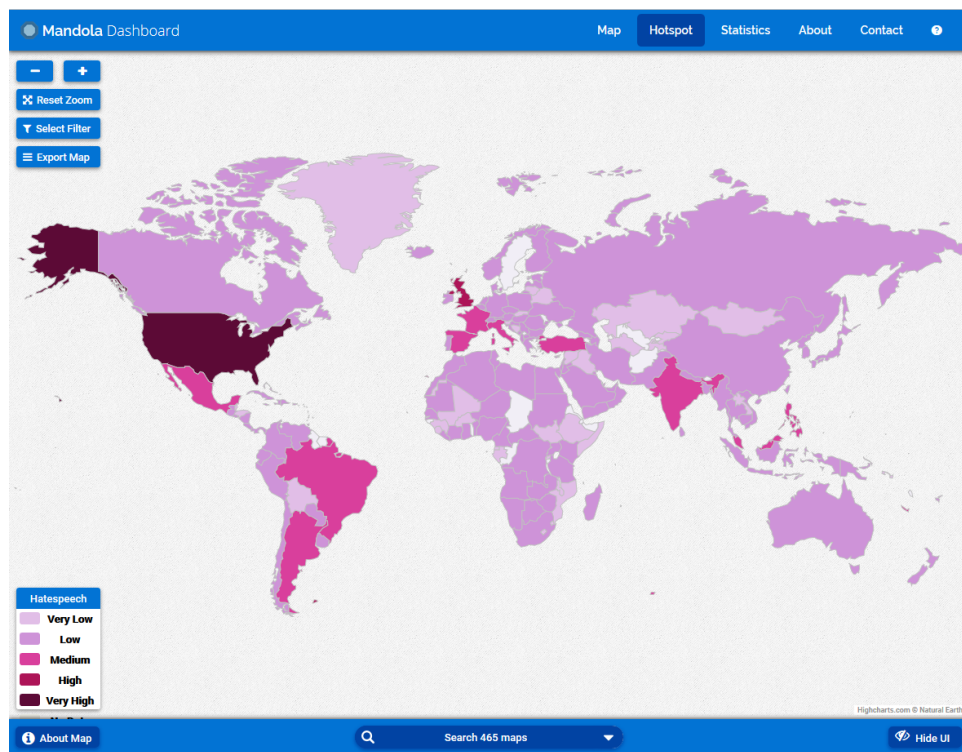 Mandola Dashboard
Map Hotspot Statistics About Contact ?
− +
Reset Zoom
Select Filter
Export Map
Hatespeech
Very Low
Low
Medium
High
Very High
Highcharts.com © Natural Earth
About Map Search 465 maps Hide UI